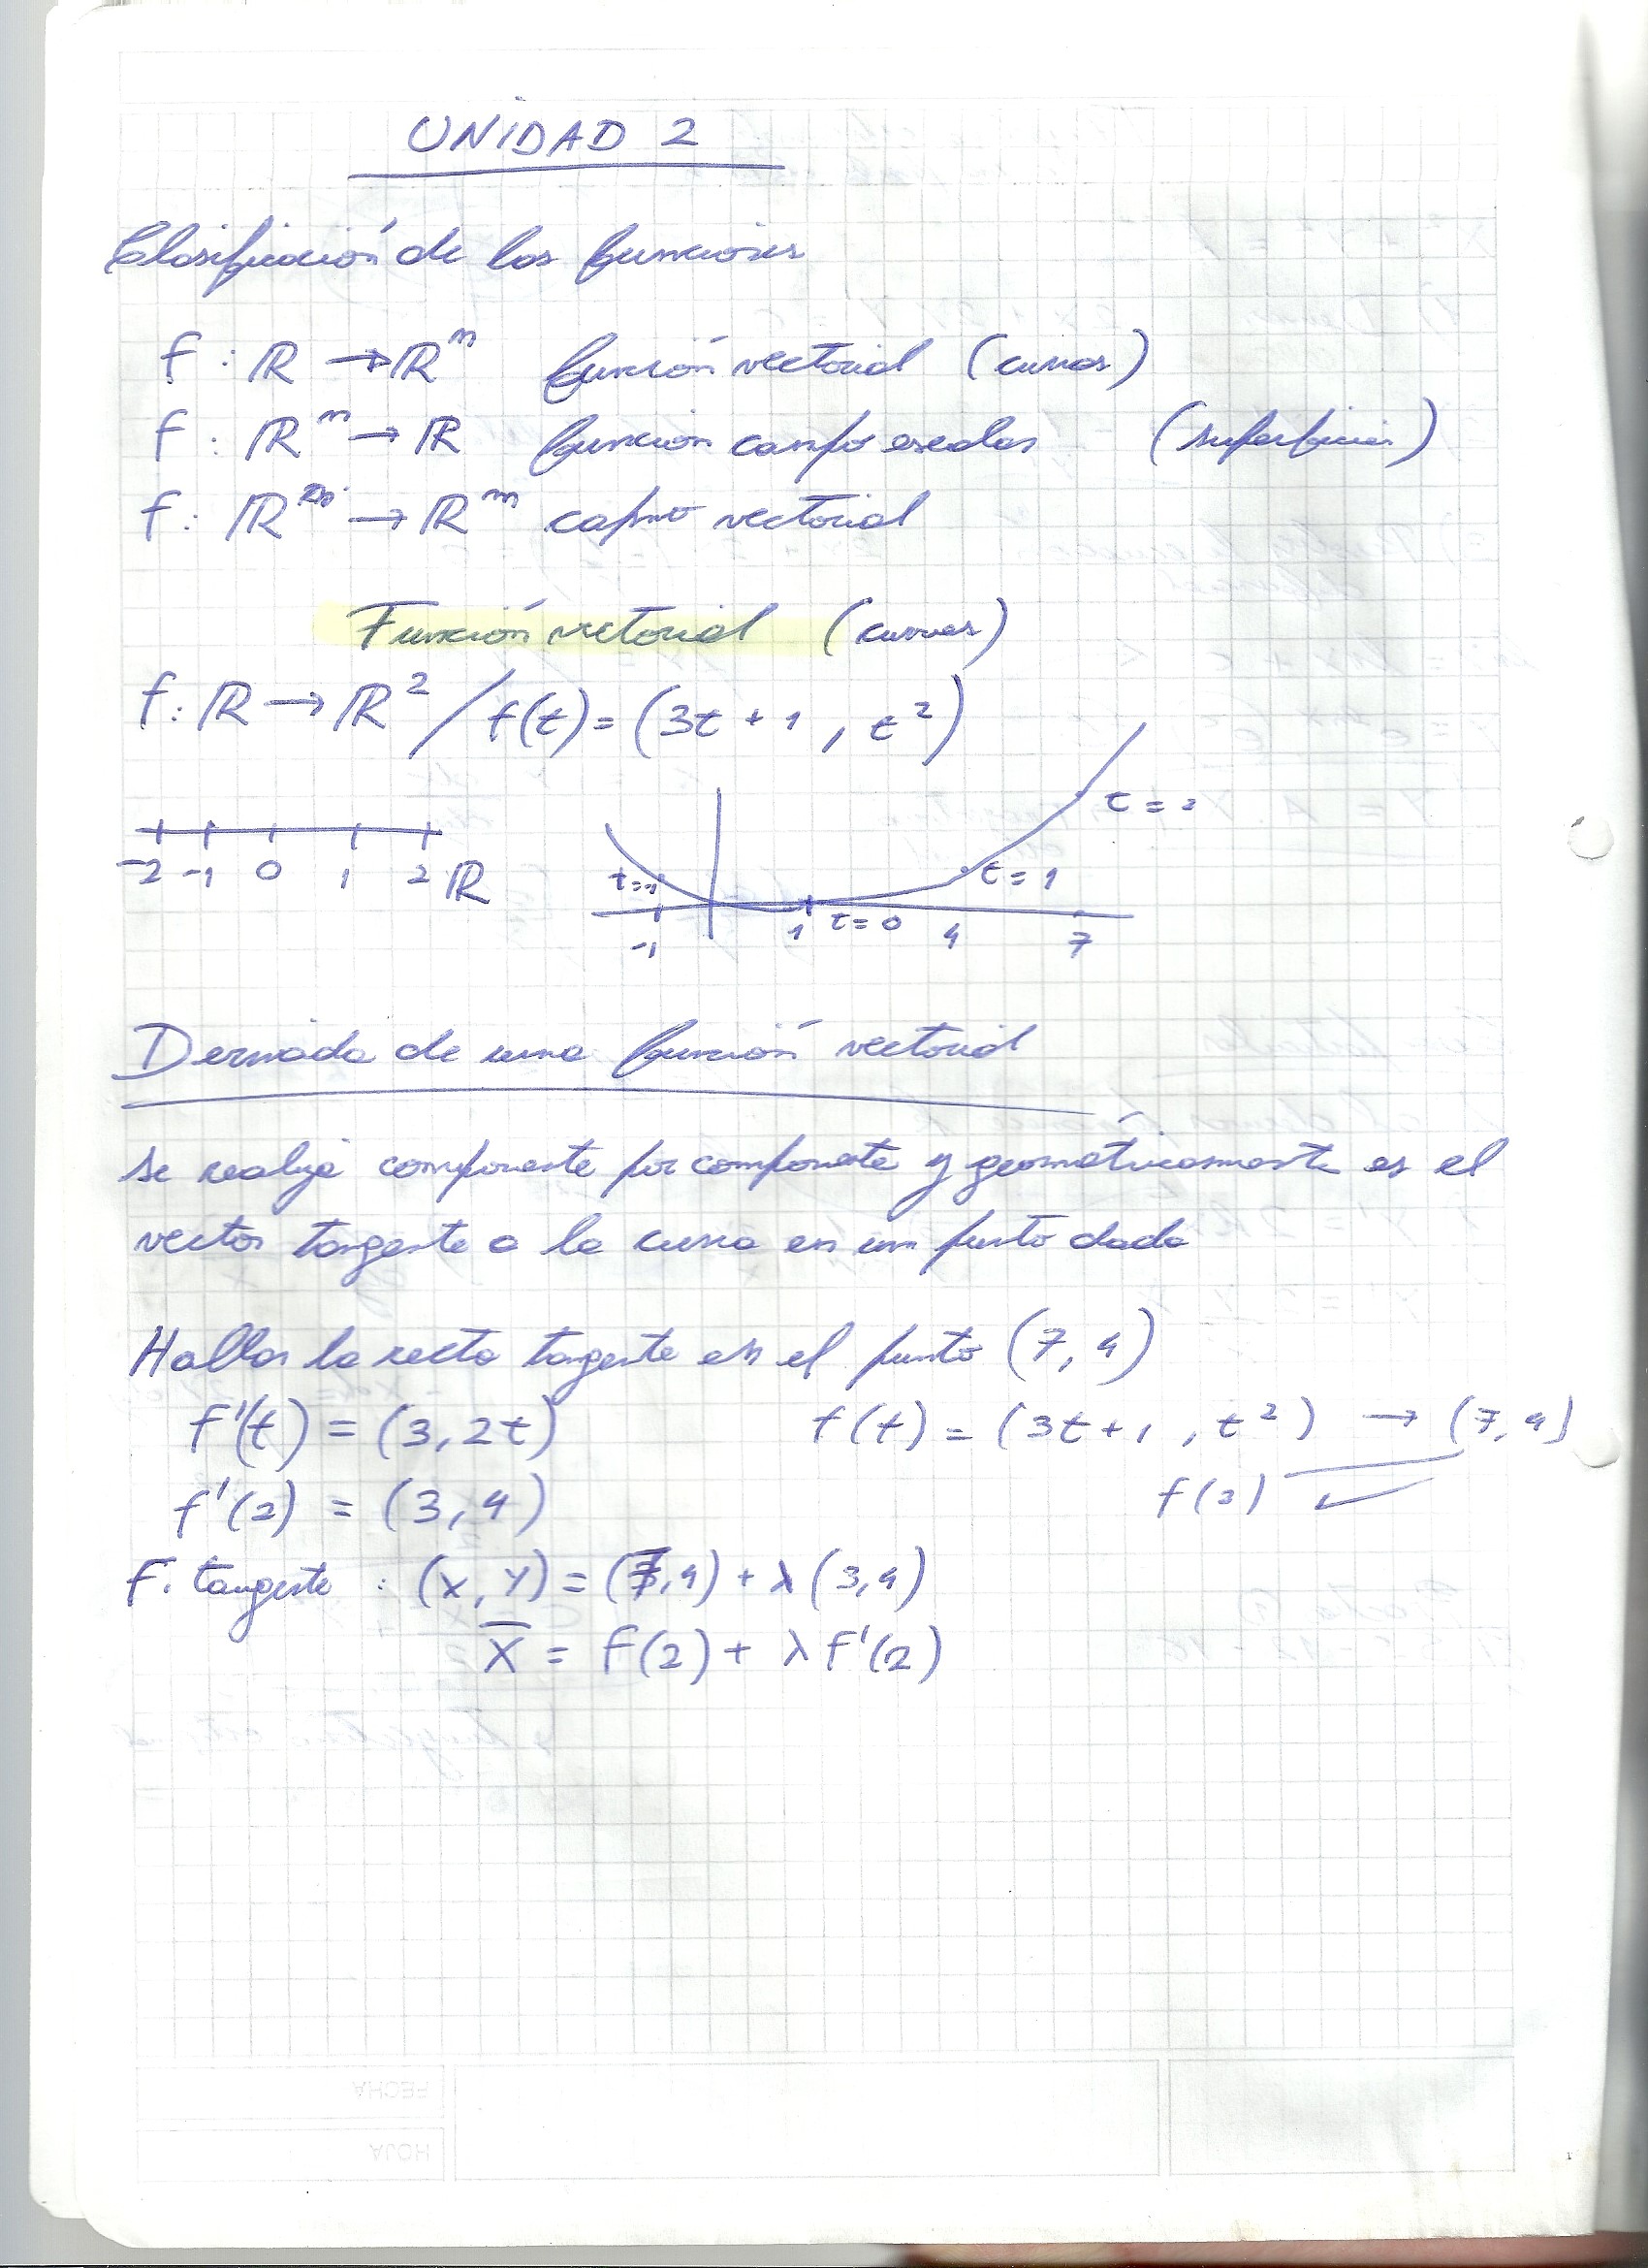 UNIDAD 2
Clasificación de las funciones
f : ℝ → ℝ^n función vectorial (curvas)
f : ℝ^n → ℝ función campo escalar (superficies)
f : ℝ^m → ℝ^m capmo vectorial
Función vectorial (curvas)
f : ℝ → ℝ² / f(t) = (3t + 1 , t²)
t = 2
-2 -1 0 1 2 ℝ
t=-1 t = 1
-1 1 t = 0 4 7
Derivada de una función vectorial
se realiza componente por componente y geométricamente es el
vector tangente a la curva en un punto dado
Hallar la recta tangente en el punto (7, 4)
f'(t) = (3, 2t) f(t) = (3t+1 , t²) → (7, 4)
f'(2) = (3, 4) f(2) ✓
F. tangente : (x, y) = (7,4) + λ (3,4)
X̄ = f(2) + λ f'(2)
FECHA
HOJA